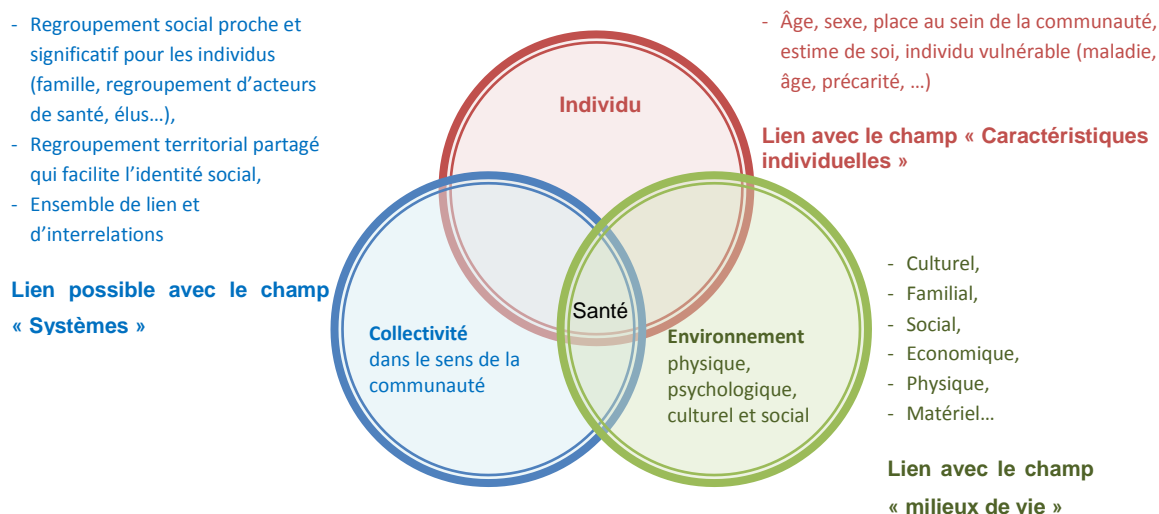 - Regroupement social proche et
significatif pour les individus
(famille, regroupement d'acteurs
de santé, élus…),
- Regroupement territorial partagé
qui facilite l'identité social,
- Ensemble de lien et
d'interrelations
Lien possible avec le champ
« Systèmes »
- Âge, sexe, place au sein de la communauté,
estime de soi, individu vulnérable (maladie,
âge, précarité, …)
Lien avec le champ « Caractéristiques
individuelles »
Individu
Santé
Collectivité
dans le sens de la
communauté
Environnement
physique,
psychologique,
culturel et social
- Culturel,
- Familial,
- Social,
- Economique,
- Physique,
- Matériel…
Lien avec le champ
« milieux de vie »